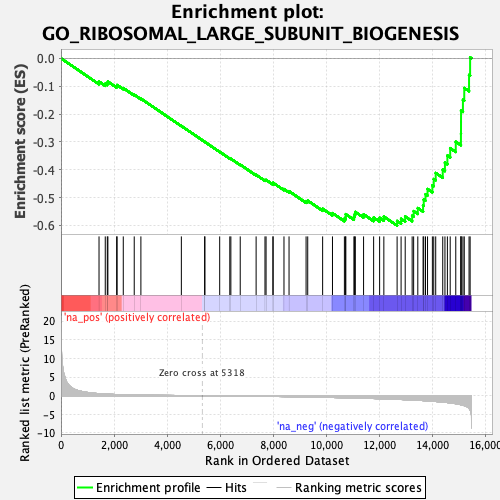 Enrichment plot:
GO_RIBOSOMAL_LARGE_SUBUNIT_BIOGENESIS
Enrichment score (ES)
0.0
-0.1
-0.2
-0.3
-0.4
-0.5
-0.6
'na_pos' (positively correlated)
Ranked list metric (PreRanked)
20
15
10
5
0
-5
-10
Zero cross at 5318
'na_neg' (negatively correlated)
0 2,000 4,000 6,000 8,000 10,000 12,000 14,000 16,000
Rank in Ordered Dataset
Enrichment profile Hits Ranking metric scores